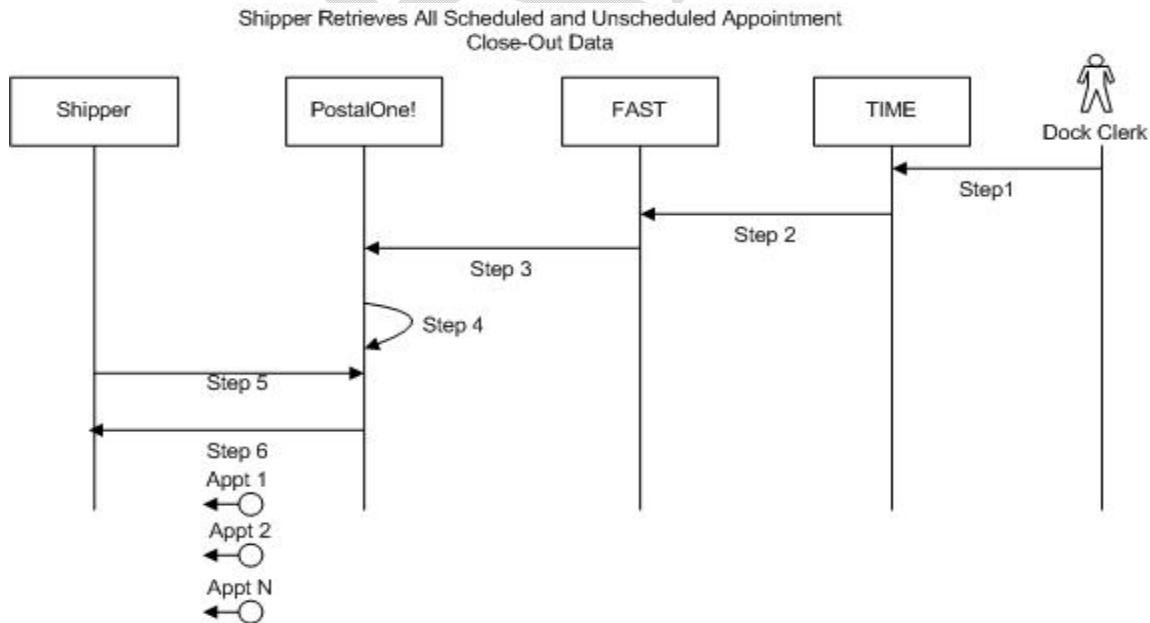 Shipper Retrieves All Scheduled and Unscheduled Appointment
Close-Out Data
Shipper
PostalOne!
FAST
TIME
Dock Clerk
Step1
Step 2
Step 3
Step 4
Step 5
Step 6
Appt 1
Appt 2
Appt N